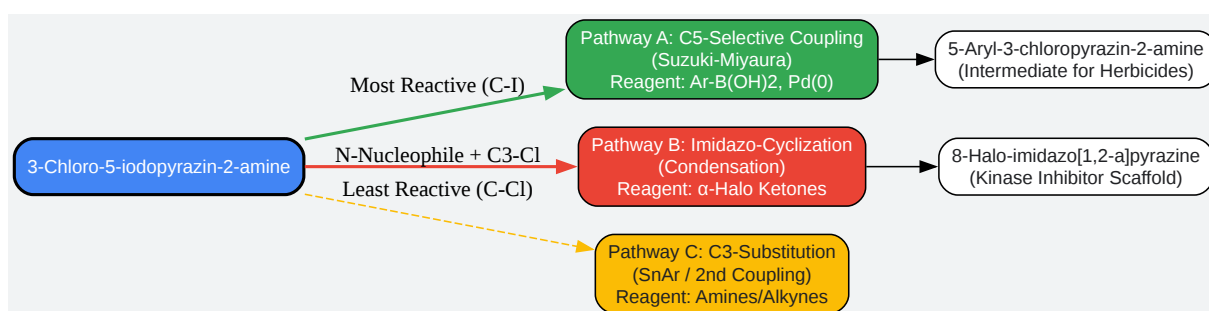 3-Chloro-5-iodopyrazin-2-amine
Most Reactive (C-I)
N-Nucleophile + C3-Cl
Least Reactive (C-Cl)
Pathway A: C5-Selective Coupling
(Suzuki-Miyaura)
Reagent: Ar-B(OH)2, Pd(0)
5-Aryl-3-chloropyrazin-2-amine
(Intermediate for Herbicides)
Pathway B: Imidazo-Cyclization
(Condensation)
Reagent: α-Halo Ketones
8-Halo-imidazo[1,2-a]pyrazine
(Kinase Inhibitor Scaffold)
Pathway C: C3-Substitution
(SnAr / 2nd Coupling)
Reagent: Amines/Alkynes